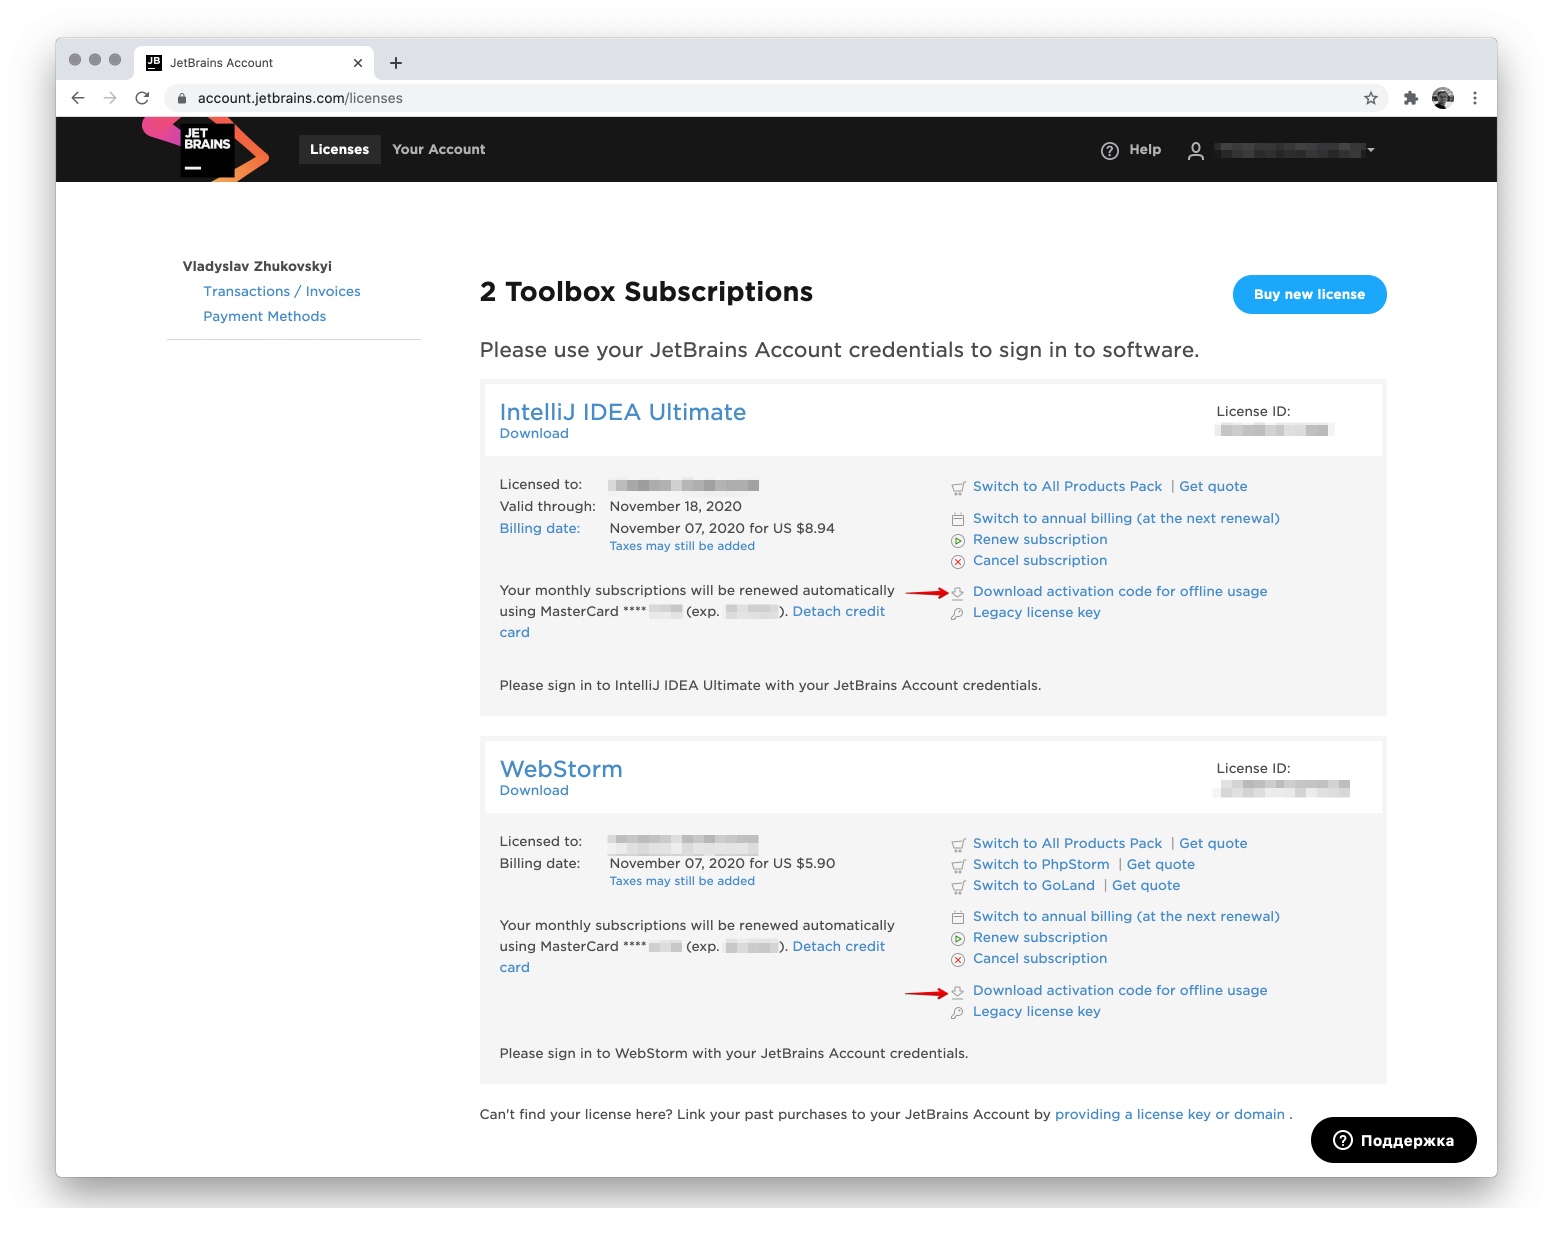 JB JetBrains Account
account.jetbrains.com/licenses
JET
BRAINS
Licenses Your Account
Help
Vladyslav Zhukovskyi
Transactions / Invoices
Payment Methods
2 Toolbox Subscriptions
Buy new license
Please use your JetBrains Account credentials to sign in to software.
IntelliJ IDEA Ultimate
Download
License ID:
Licensed to:
Valid through: November 18, 2020
Billing date: November 07, 2020 for US $8.94
Taxes may still be added
Your monthly subscriptions will be renewed automatically
using MasterCard **** (exp. ). Detach credit
card
Switch to All Products Pack | Get quote
Switch to annual billing (at the next renewal)
Renew subscription
Cancel subscription
Download activation code for offline usage
Legacy license key
Please sign in to IntelliJ IDEA Ultimate with your JetBrains Account credentials.
WebStorm
Download
License ID:
Licensed to:
Billing date: November 07, 2020 for US $5.90
Taxes may still be added
Your monthly subscriptions will be renewed automatically
using MasterCard **** (exp. ). Detach credit
card
Switch to All Products Pack | Get quote
Switch to PhpStorm | Get quote
Switch to GoLand | Get quote
Switch to annual billing (at the next renewal)
Renew subscription
Cancel subscription
Download activation code for offline usage
Legacy license key
Please sign in to WebStorm with your JetBrains Account credentials.
Can't find your license here? Link your past purchases to your JetBrains Account by providing a license key or domain .
Поддержка